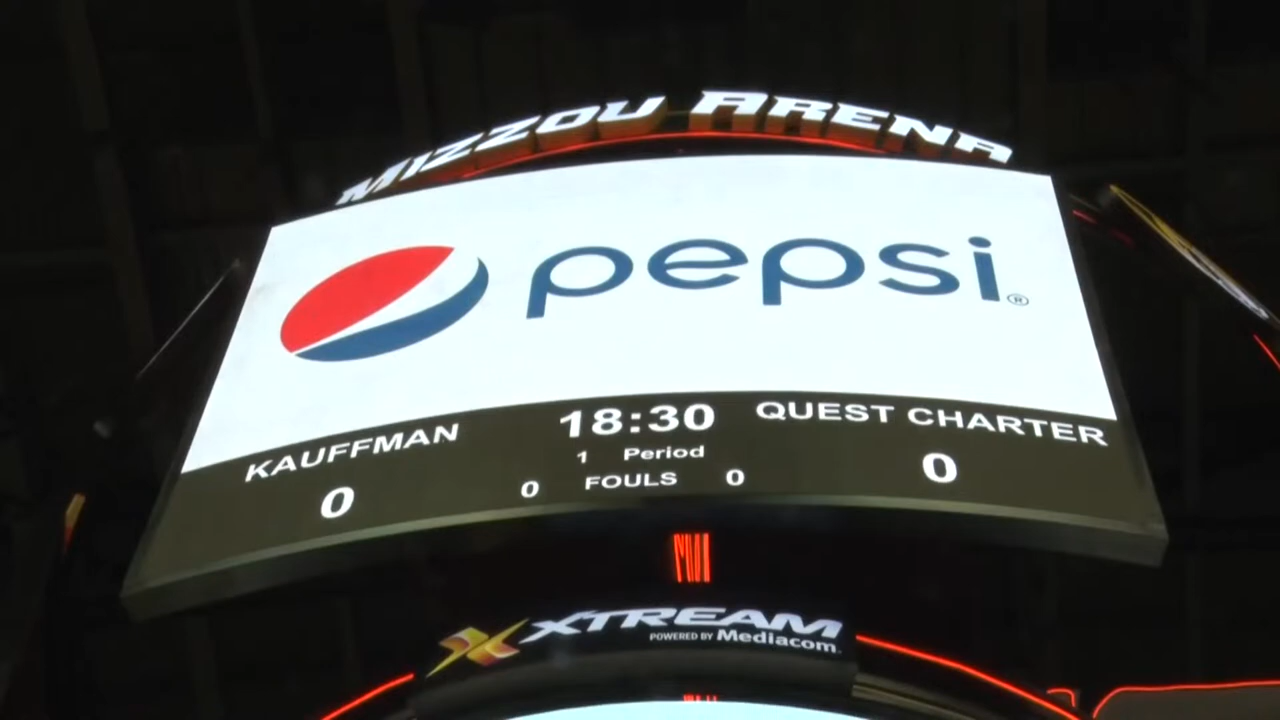 MIZZOU ARENA
pepsi®
KAUFFMAN 18:30 QUEST CHARTER
1 Period
0 0 FOULS 0 0
XTREAM
POWERED BY Mediacom